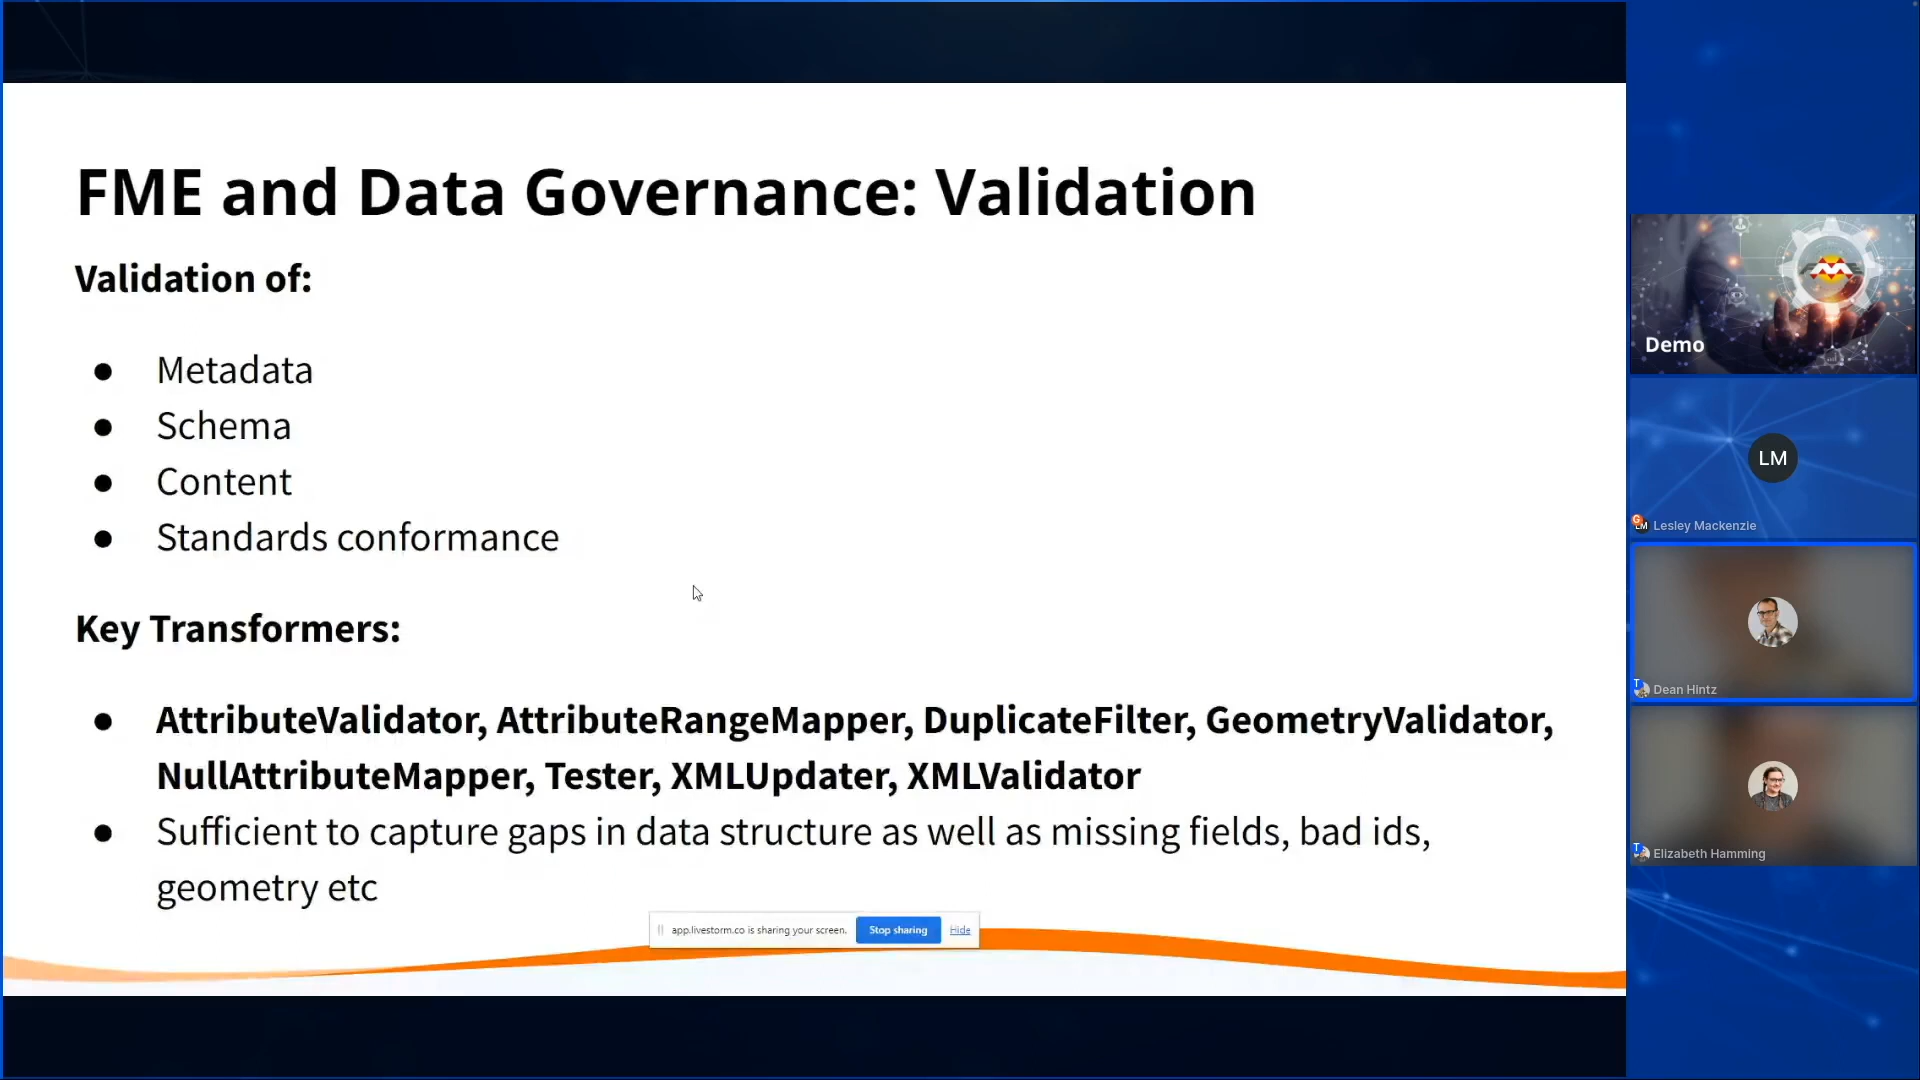 FME and Data Governance: Validation
Validation of:
● Metadata
● Schema
● Content
● Standards conformance
Key Transformers:
● AttributeValidator, AttributeRangeMapper, DuplicateFilter, GeometryValidator,
NullAttributeMapper, Tester, XMLUpdater, XMLValidator
● Sufficient to capture gaps in data structure as well as missing fields, bad ids,
geometry etc
app.livestorm.co is sharing your screen.
Stop sharing
Hide
Demo
LM
G
LM
Lesley Mackenzie
T
Dean Hintz
T
Elizabeth Hamming